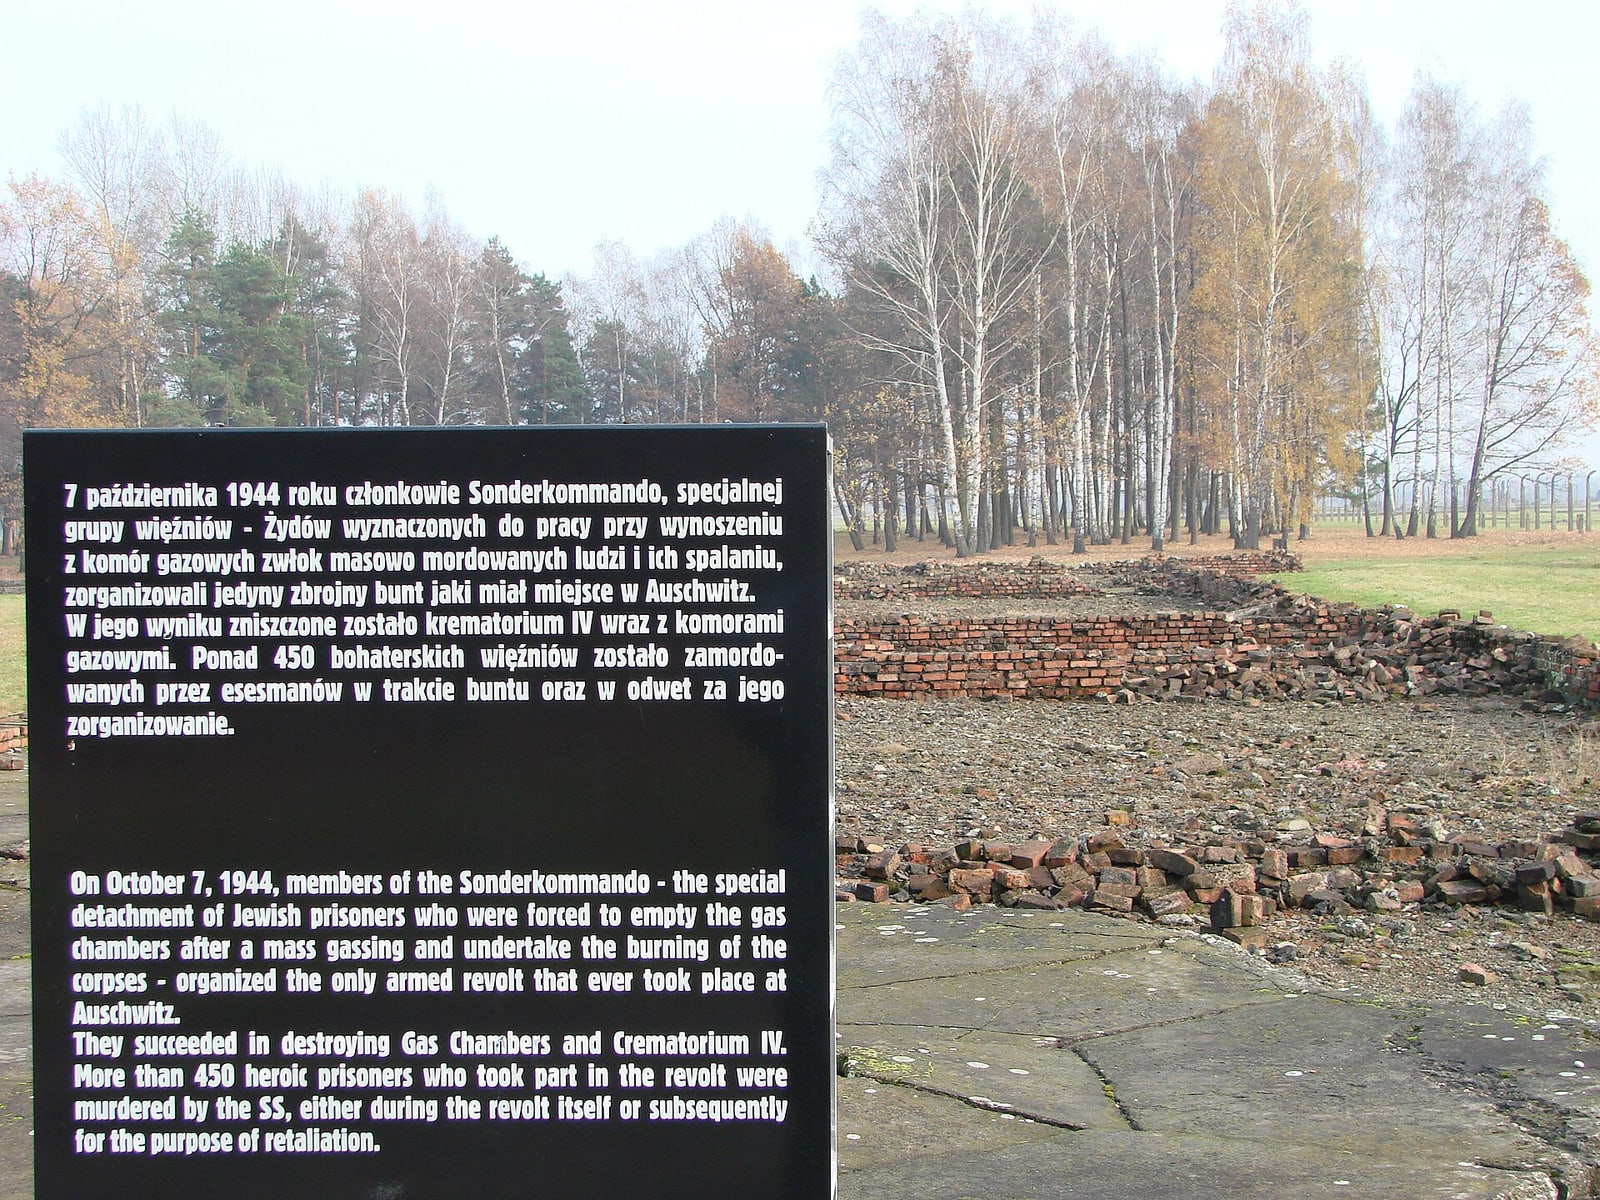 7 października 1944 roku członkowie Sonderkommando, specjalnej
grupy więźniów - Żydów wyznaczonych do pracy przy wynoszeniu
z komór gazowych zwłok masowo mordowanych ludzi i ich spalaniu,
zorganizowali jedyny zbrojny bunt jaki miał miejsce w Auschwitz.
W jego wyniku zniszczone zostało krematorium IV wraz z komorami
gazowymi. Ponad 450 bohaterskich więźniów zostało zamordo-
wanych przez esesmanów w trakcie buntu oraz w odwet za jego
zorganizowanie.
On October 7, 1944, members of the Sonderkommando - the special
detachment of Jewish prisoners who were forced to empty the gas
chambers after a mass gassing and undertake the burning of the
corpses - organized the only armed revolt that ever took place at
Auschwitz.
They succeeded in destroying Gas Chambers and Crematorium IV.
More than 450 heroic prisoners who took part in the revolt were
murdered by the SS, either during the revolt itself or subsequently
for the purpose of retaliation.